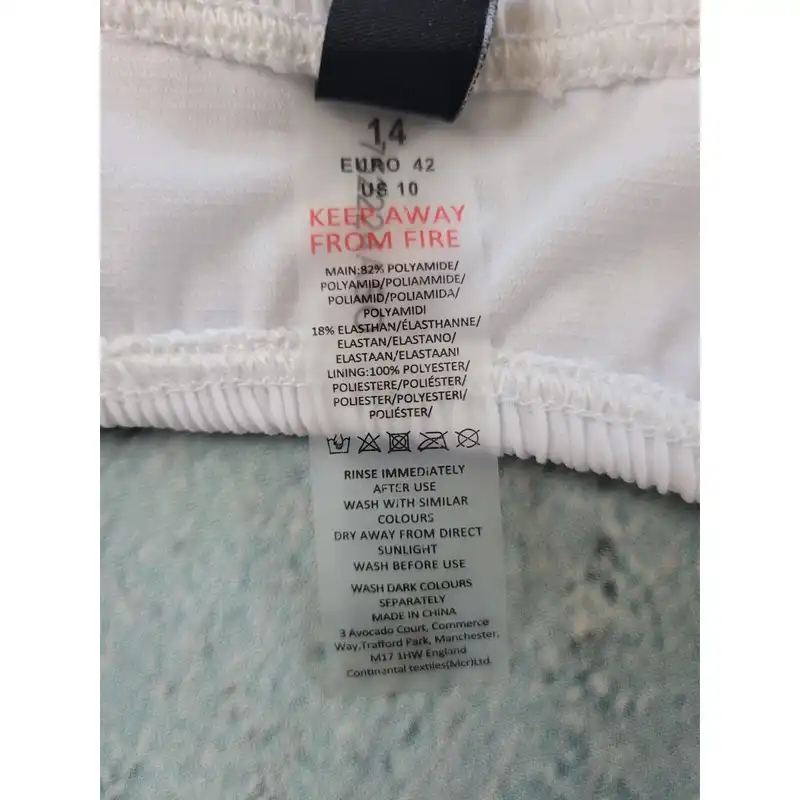 14
EURO 42
US 10
KEEP AWAY
FROM FIRE
MAIN:82% POLYAMIDE/
POLYAMID/POLIAMMIDE/
POLIAMID/POLIAMIDA/
POLYAMIDI
18% ELASTHAN/ÉLASTHANNE/
ELASTAN/ELASTANO/
ELASTAAN/ELASTAANI
LINING:100% POLYESTER/
POLIESTERE/POLIÉSTER/
POLIESTER/POLYESTERI/
POLIÉSTER/
RINSE IMMEDIATELY
AFTER USE
WASH WITH SIMILAR
COLOURS
DRY AWAY FROM DIRECT
SUNLIGHT
WASH BEFORE USE
WASH DARK COLOURS
SEPARATELY
MADE IN CHINA
3 Avocado Court, Commerce
Way,Trafford Park, Manchester,
M17 1HW England
Continantal textiles(Mcr)Ltd.